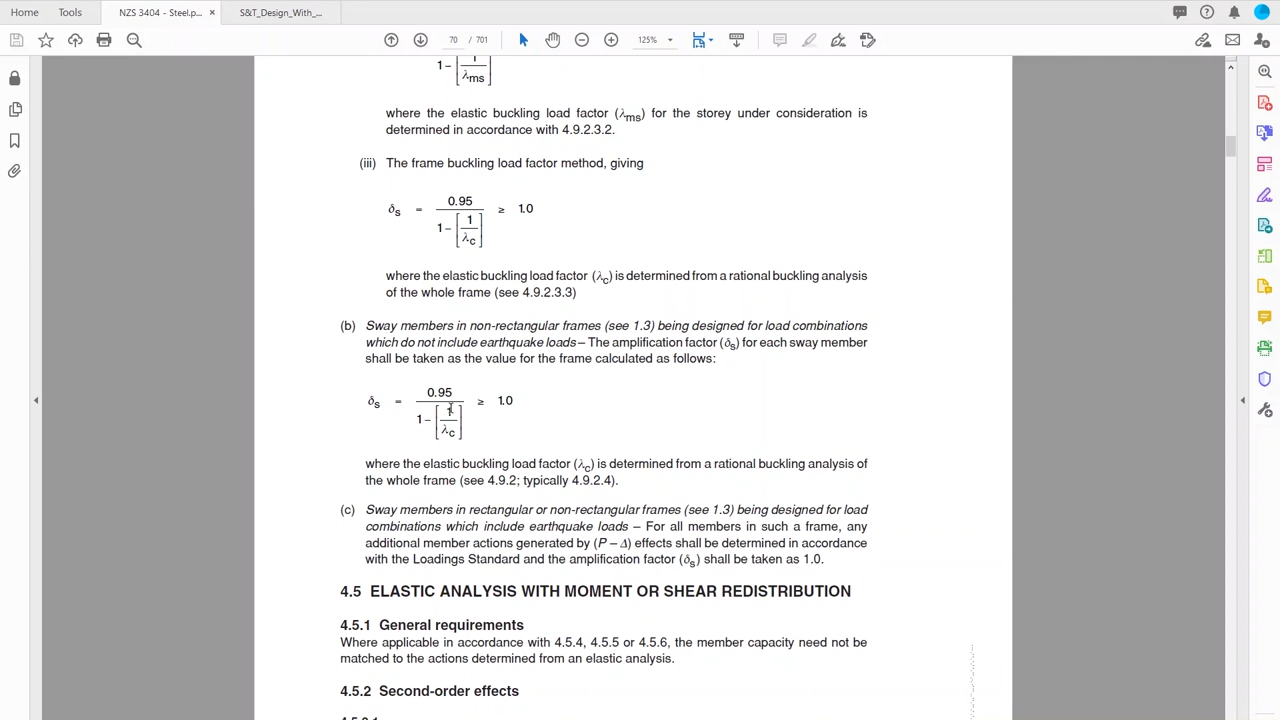 Home Tools NZS 3404 - Steel.p... × S&T_Design_With_...
70 / 701 125%
1 – [1
λms]
where the elastic buckling load factor (λms) for the storey under consideration is
determined in accordance with 4.9.2.3.2.
(iii) The frame buckling load factor method, giving
0.95
δs = ≥ 1.0
1 – [1
λc]
where the elastic buckling load factor (λc) is determined from a rational buckling analysis
of the whole frame (see 4.9.2.3.3)
(b) Sway members in non-rectangular frames (see 1.3) being designed for load combinations
which do not include earthquake loads – The amplification factor (δs) for each sway member
shall be taken as the value for the frame calculated as follows:
0.95
δs = ≥ 1.0
1 – [1
λc]
where the elastic buckling load factor (λc) is determined from a rational buckling analysis of
the whole frame (see 4.9.2; typically 4.9.2.4).
(c) Sway members in rectangular or non-rectangular frames (see 1.3) being designed for load
combinations which include earthquake loads – For all members in such a frame, any
additional member actions generated by (P – Δ) effects shall be determined in accordance
with the Loadings Standard and the amplification factor (δs) shall be taken as 1.0.
4.5 ELASTIC ANALYSIS WITH MOMENT OR SHEAR REDISTRIBUTION
4.5.1 General requirements
Where applicable in accordance with 4.5.4, 4.5.5 or 4.5.6, the member capacity need not be
matched to the actions determined from an elastic analysis.
4.5.2 Second-order effects